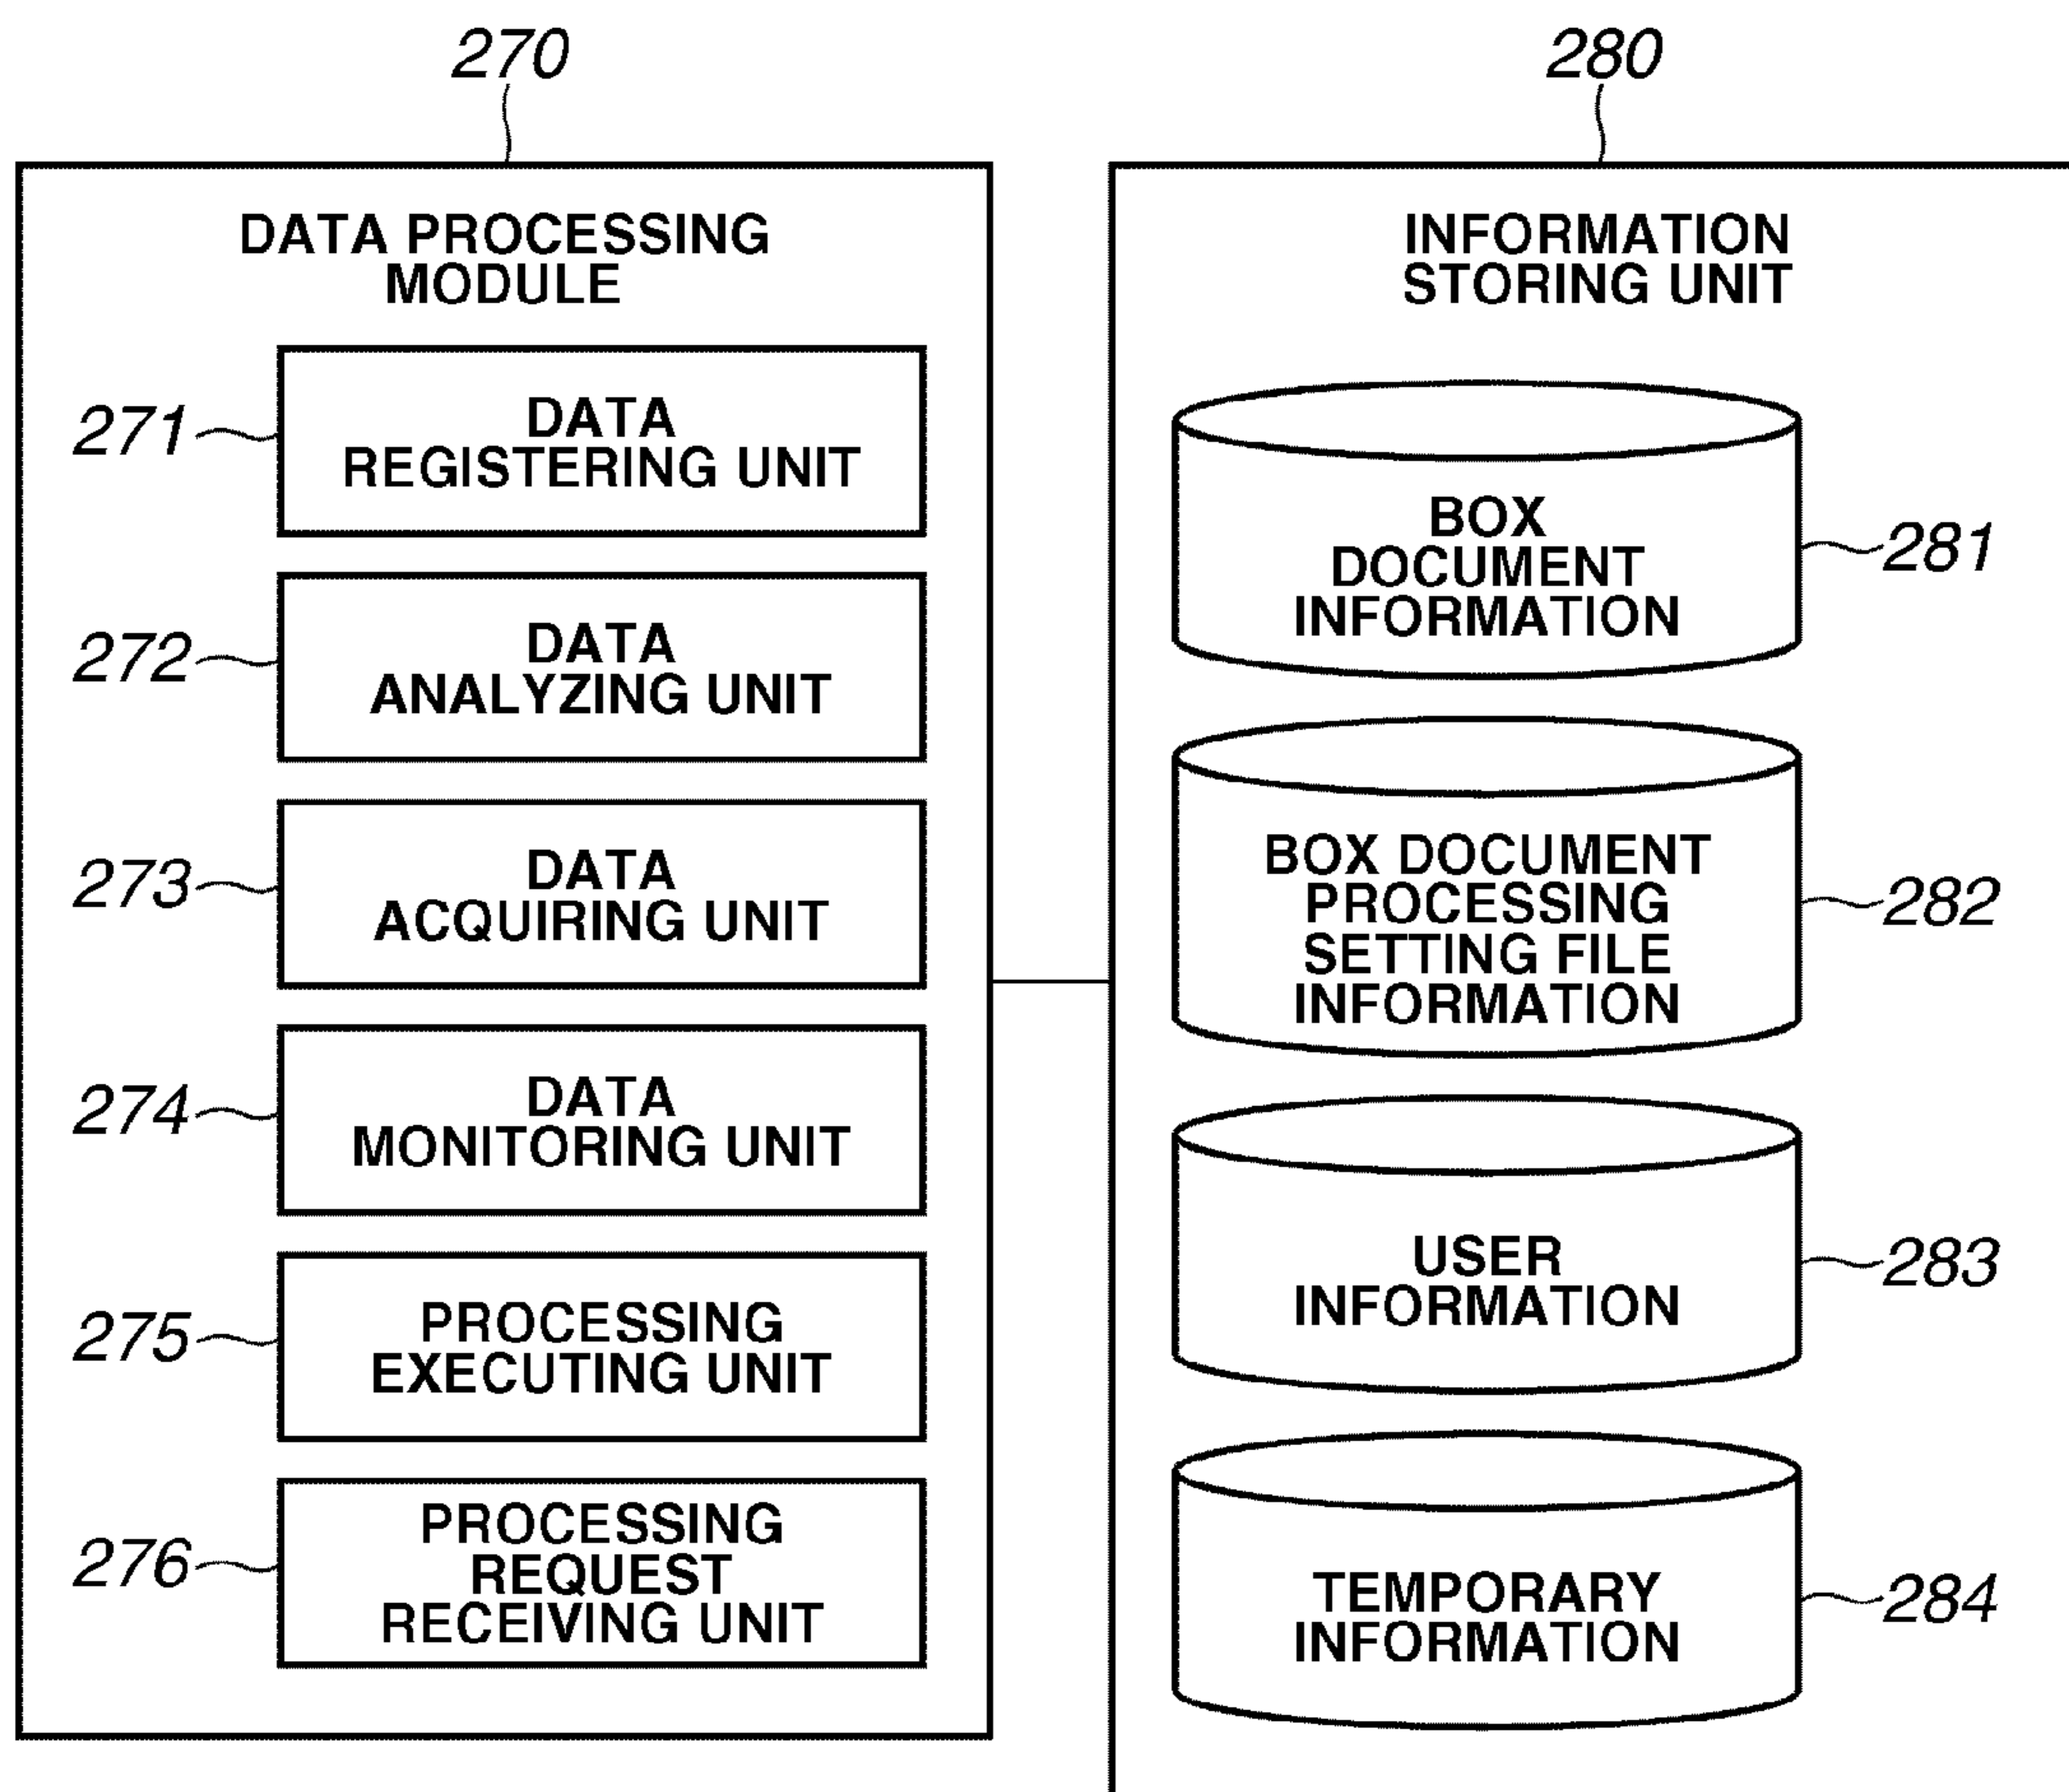 270
DATA PROCESSING
MODULE
271
DATA
REGISTERING UNIT
272
DATA
ANALYZING UNIT
273
DATA
ACQUIRING UNIT
274
DATA
MONITORING UNIT
275
PROCESSING
EXECUTING UNIT
276
PROCESSING
REQUEST
RECEIVING UNIT
280
INFORMATION
STORING UNIT
BOX
DOCUMENT
INFORMATION
281
BOX DOCUMENT
PROCESSING
SETTING FILE
INFORMATION
282
USER
INFORMATION
283
TEMPORARY
INFORMATION
284